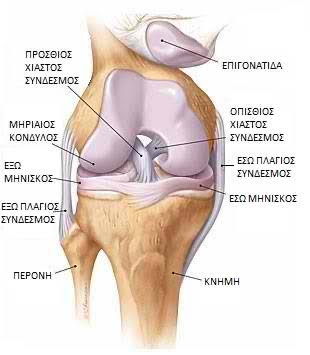 ΠΡΟΣΘΙΟΣ
ΧΙΑΣΤΟΣ
ΣΥΝΔΕΣΜΟΣ
ΕΠΙΓΟΝΑΤΙΔΑ
ΜΗΡΙΑΙΟΣ
ΚΟΝΔΥΛΟΣ
ΟΠΙΣΘΙΟΣ
ΧΙΑΣΤΟΣ
ΣΥΝΔΕΣΜΟΣ
ΕΞΩ
ΜΗΝΙΣΚΟΣ
ΕΣΩ ΠΛΑΓΙΟΣ
ΣΥΝΔΕΣΜΟΣ
ΕΣΩ ΜΗΝΙΣΚΟΣ
ΕΞΩ ΠΛΑΓΙΟΣ
ΣΥΝΔΕΣΜΟΣ
ΠΕΡΟΝΗ
ΚΝΗΜΗ